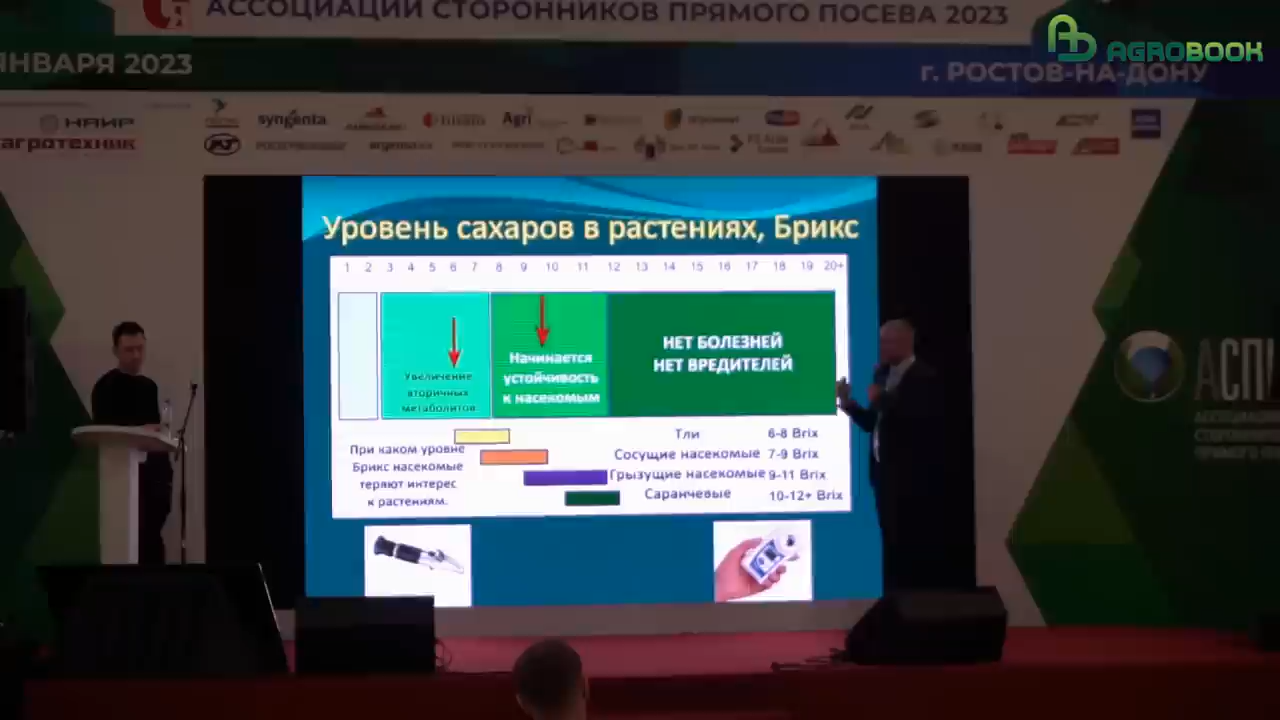 АССОЦИАЦИИ СТОРОННИКОВ ПРЯМОГО ПОСЕВА 2023
ЯНВАРЯ 2023
г. РОСТОВ-НА-ДОНУ
AGROBOOK
НАИР
агротехник
syngenta
Agri
Уровень сахаров в растениях, Брикс
1 2 3 4 5 6 7 8 9 10 11 12 13 14 15 16 17 18 19 20+
Увеличение
вторичных
метаболитов
Начинается
устойчивость
к насекомым
НЕТ БОЛЕЗНЕЙ
НЕТ ВРЕДИТЕЛЕЙ
При каком уровне
Брикс насекомые
теряют интерес
к растениям.
Тли 6-8 Brix
Сосущие насекомые 7-9 Brix
Грызущие насекомые 9-11 Brix
Саранчевые 10-12+ Brix